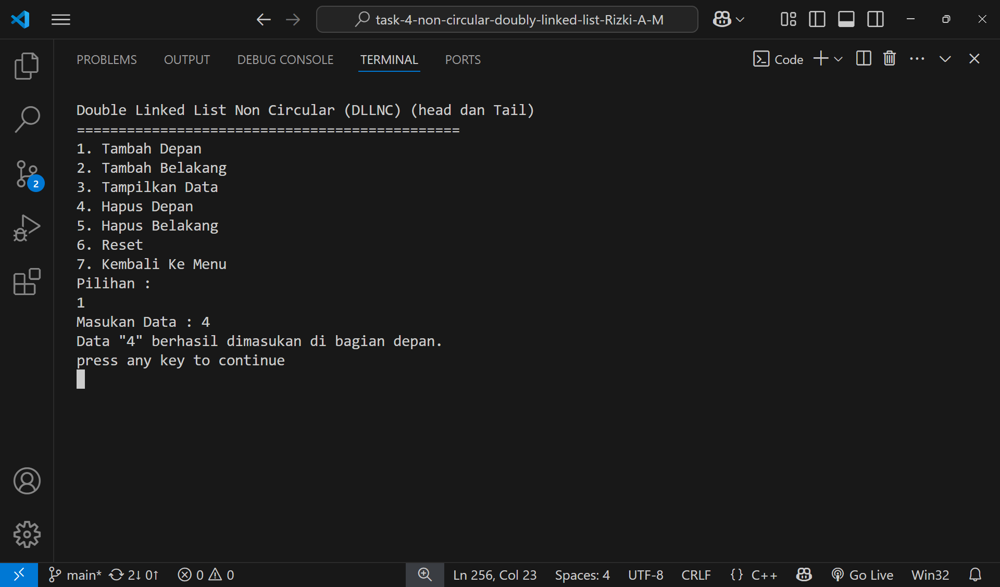 task-4-non-circular-doubly-linked-list-Rizki-A-M
PROBLEMS OUTPUT DEBUG CONSOLE TERMINAL PORTS Code
Double Linked List Non Circular (DLLNC) (head dan Tail)
==============================================
1. Tambah Depan
2. Tambah Belakang
3. Tampilkan Data
4. Hapus Depan
5. Hapus Belakang
6. Reset
7. Kembali Ke Menu
Pilihan :
1
Masukan Data : 4
Data "4" berhasil dimasukan di bagian depan.
press any key to continue
2
main* 2↓ 0↑ 0 0 Ln 256, Col 23 Spaces: 4 UTF-8 CRLF {} C++ Go Live Win32